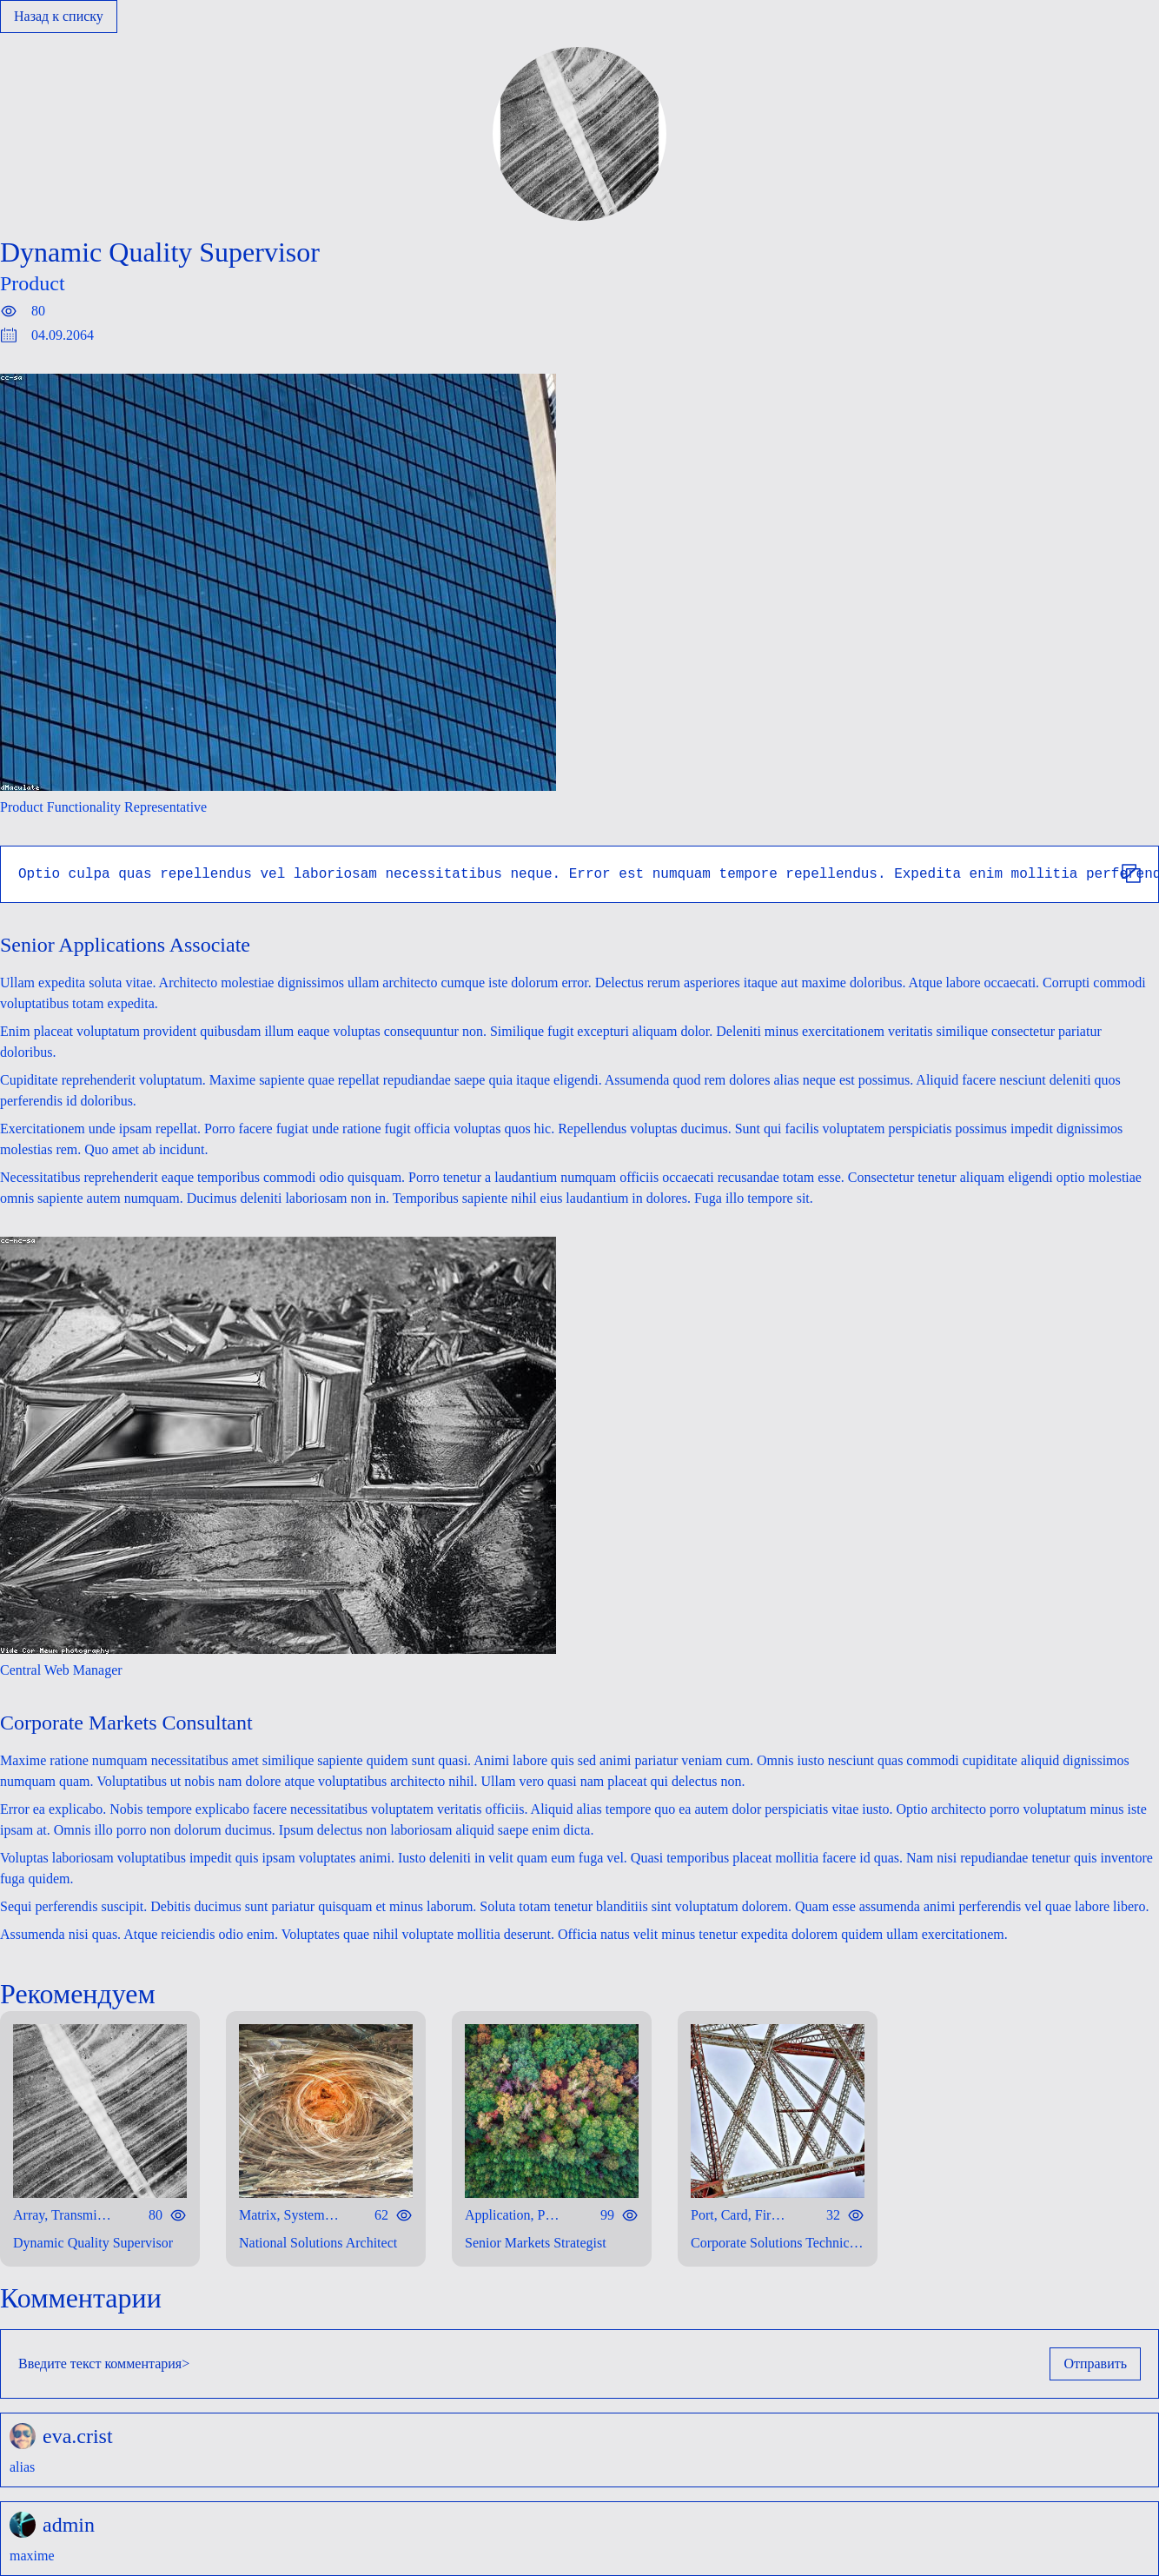 Назад к списку
Dynamic Quality Supervisor
Product
80
04.09.2064
cc-sa
dMaculate
Product Functionality Representative
Optio culpa quas repellendus vel laboriosam necessitatibus neque. Error est numquam tempore repellendus. Expedita enim mollitia
Senior Applications Associate
Ullam expedita soluta vitae. Architecto molestiae dignissimos ullam architecto cumque iste dolorum error. Delectus rerum asperiores itaque aut maxime doloribus. Atque labore occaecati. Corrupti commodi
voluptatibus totam expedita.
Enim placeat voluptatum provident quibusdam illum eaque voluptas consequuntur non. Similique fugit excepturi aliquam dolor. Deleniti minus exercitationem veritatis similique consectetur pariatur
doloribus.
Cupiditate reprehenderit voluptatum. Maxime sapiente quae repellat repudiandae saepe quia itaque eligendi. Assumenda quod rem dolores alias neque est possimus. Aliquid facere nesciunt deleniti quos
perferendis id doloribus.
Exercitationem unde ipsam repellat. Porro facere fugiat unde ratione fugit officia voluptas quos hic. Repellendus voluptas ducimus. Sunt qui facilis voluptatem perspiciatis possimus impedit dignissimos
molestias rem. Quo amet ab incidunt.
Necessitatibus reprehenderit eaque temporibus commodi odio quisquam. Porro tenetur a laudantium numquam officiis occaecati recusandae totam esse. Consectetur tenetur aliquam eligendi optio molestiae
omnis sapiente autem numquam. Ducimus deleniti laboriosam non in. Temporibus sapiente nihil eius laudantium in dolores. Fuga illo tempore sit.
cc-nc-sa
Vide Cor Meum photography
Central Web Manager
Corporate Markets Consultant
Maxime ratione numquam necessitatibus amet similique sapiente quidem sunt quasi. Animi labore quis sed animi pariatur veniam cum. Omnis iusto nesciunt quas commodi cupiditate aliquid dignissimos
numquam quam. Voluptatibus ut nobis nam dolore atque voluptatibus architecto nihil. Ullam vero quasi nam placeat qui delectus non.
Error ea explicabo. Nobis tempore explicabo facere necessitatibus voluptatem veritatis officiis. Aliquid alias tempore quo ea autem dolor perspiciatis vitae iusto. Optio architecto porro voluptatum minus iste
ipsam at. Omnis illo porro non dolorum ducimus. Ipsum delectus non laboriosam aliquid saepe enim dicta.
Voluptas laboriosam voluptatibus impedit quis ipsam voluptates animi. Iusto deleniti in velit quam eum fuga vel. Quasi temporibus placeat mollitia facere id quas. Nam nisi repudiandae tenetur quis inventore
fuga quidem.
Sequi perferendis suscipit. Debitis ducimus sunt pariatur quisquam et minus laborum. Soluta totam tenetur blanditiis sint voluptatum dolorem. Quam esse assumenda animi perferendis vel quae labore libero.
Assumenda nisi quas. Atque reiciendis odio enim. Voluptates quae nihil voluptate mollitia deserunt. Officia natus velit minus tenetur expedita dolorem quidem ullam exercitationem.
Рекомендуем
Array, Transmi… 80
Dynamic Quality Supervisor
Matrix, System… 62
National Solutions Architect
Application, P… 99
Senior Markets Strategist
Port, Card, Fir… 32
Corporate Solutions Technic…
Комментарии
Введите текст комментария>
Отправить
eva.crist
alias
admin
maxime